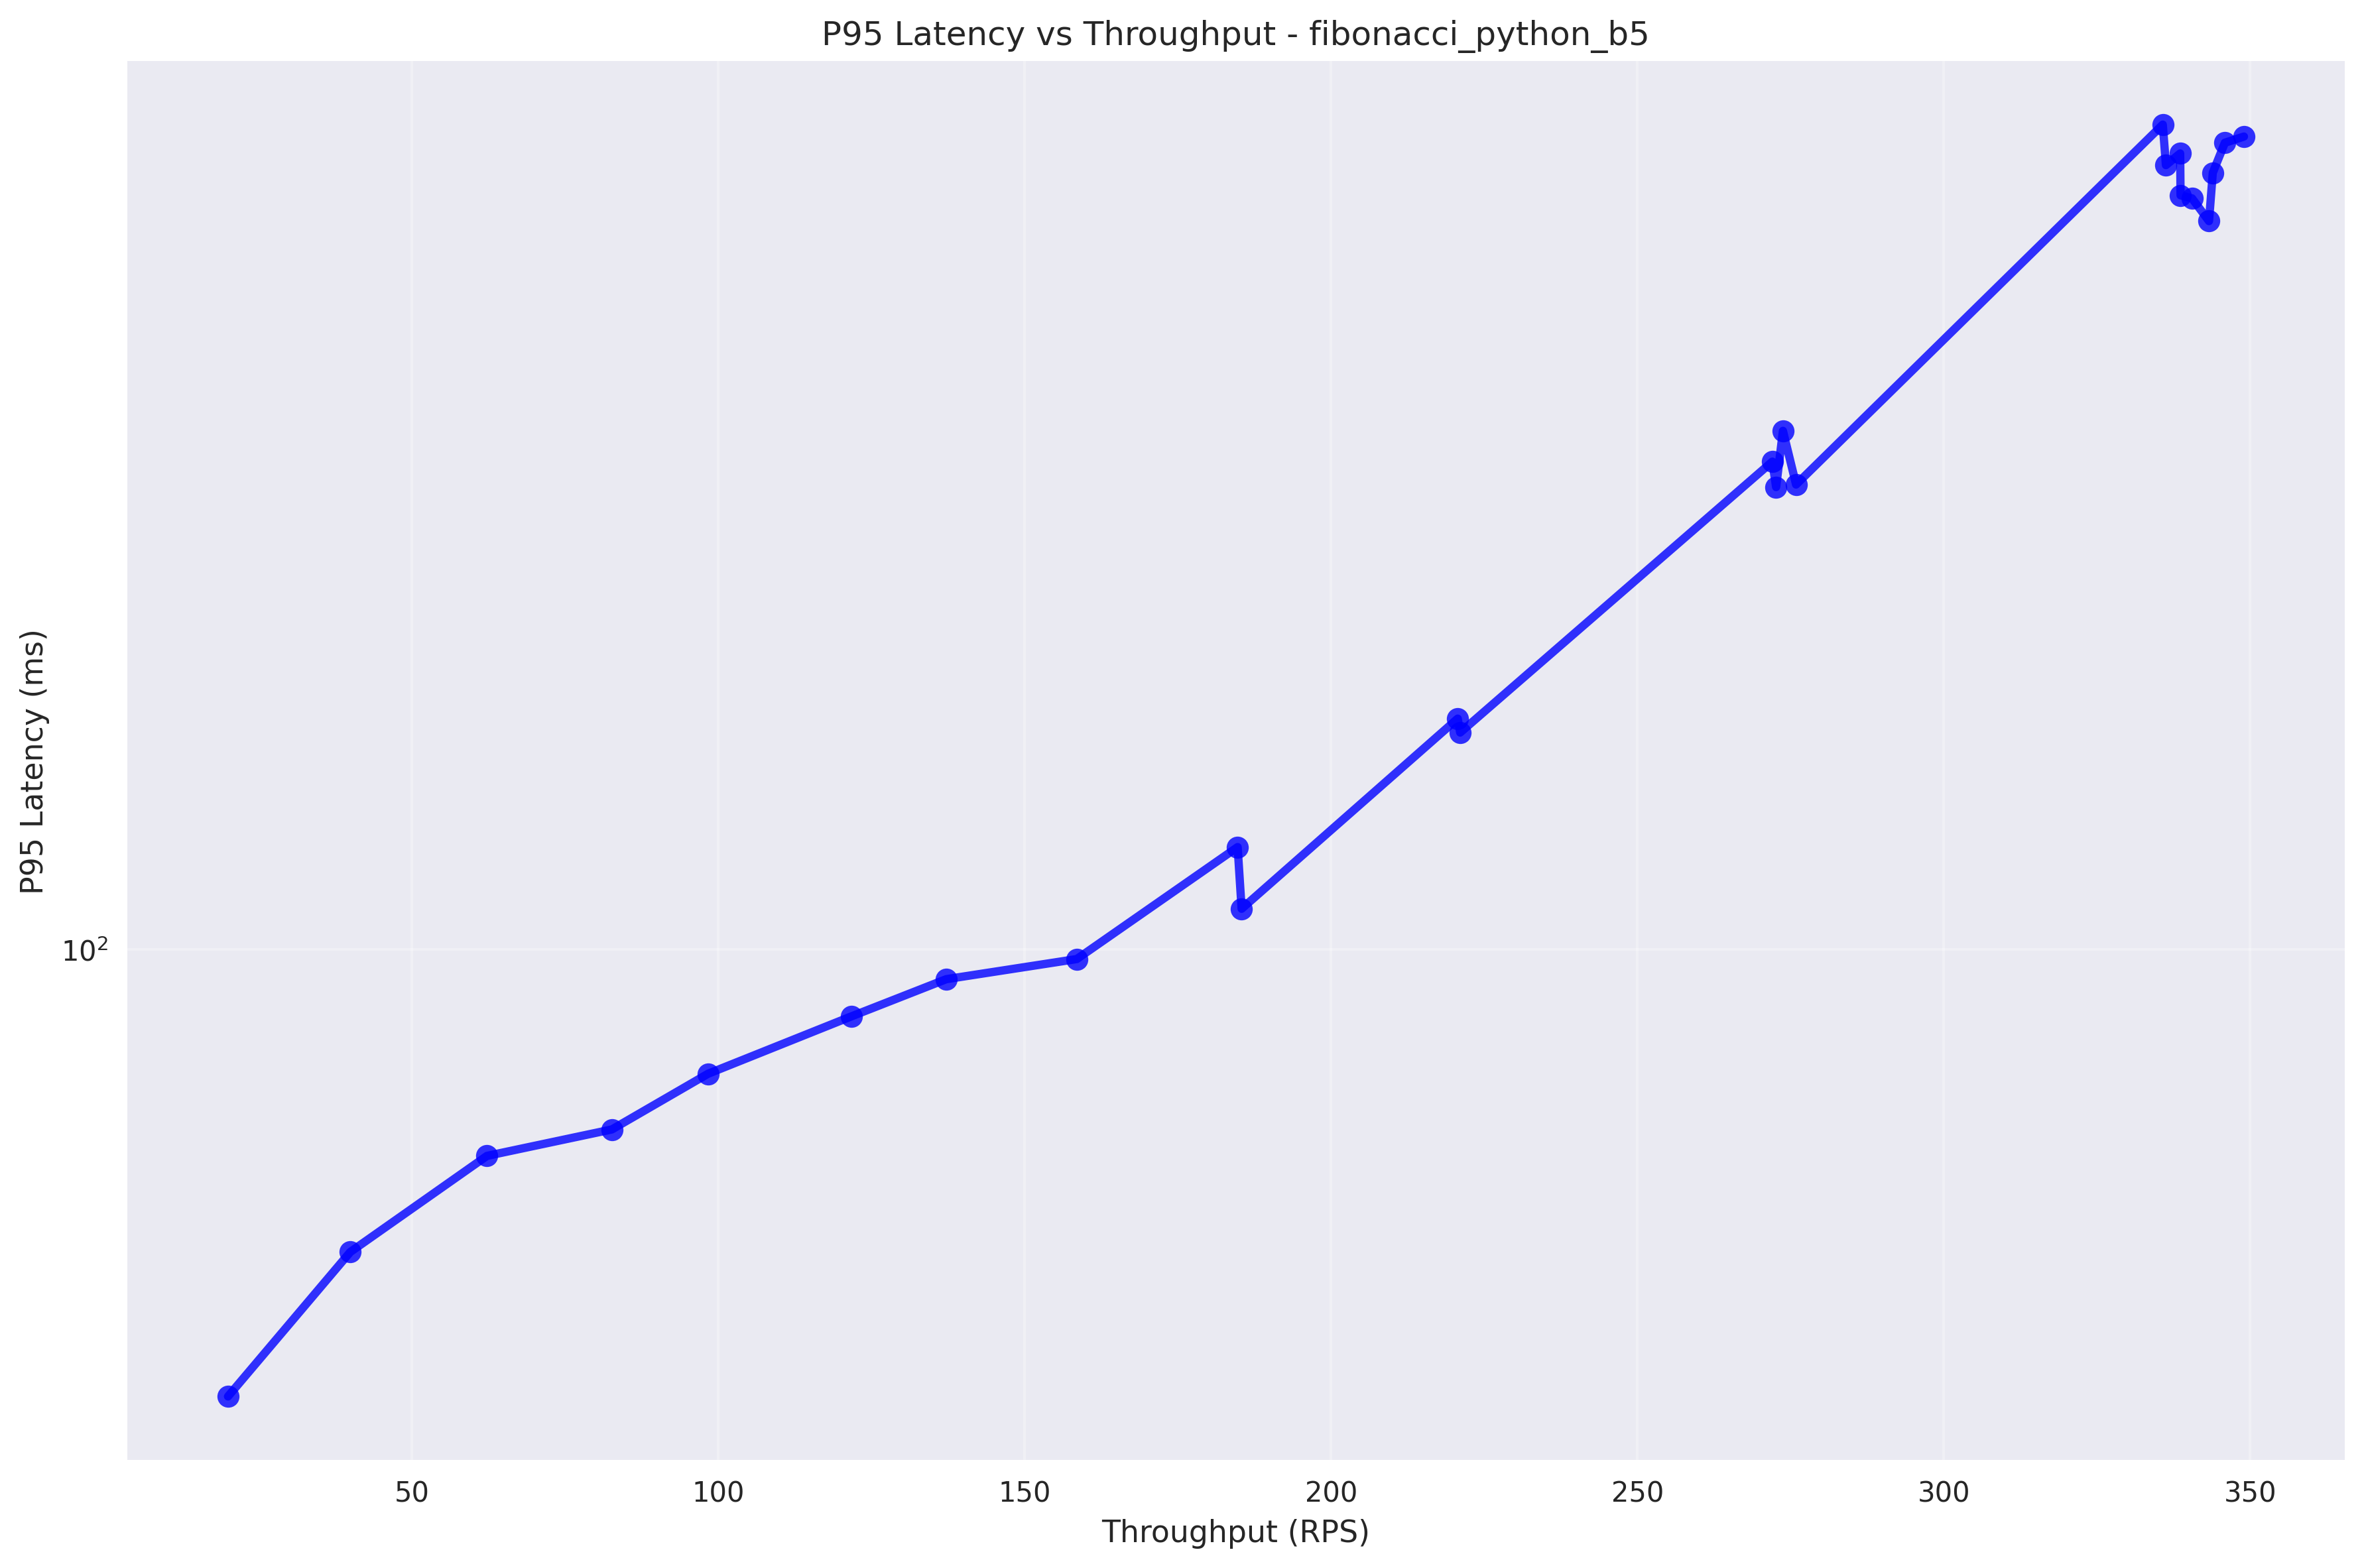 P95 Latency vs Throughput - fibonacci_python_b5
P95 Latency (ms)
10²
50 100 150 200 250 300 350
Throughput (RPS)